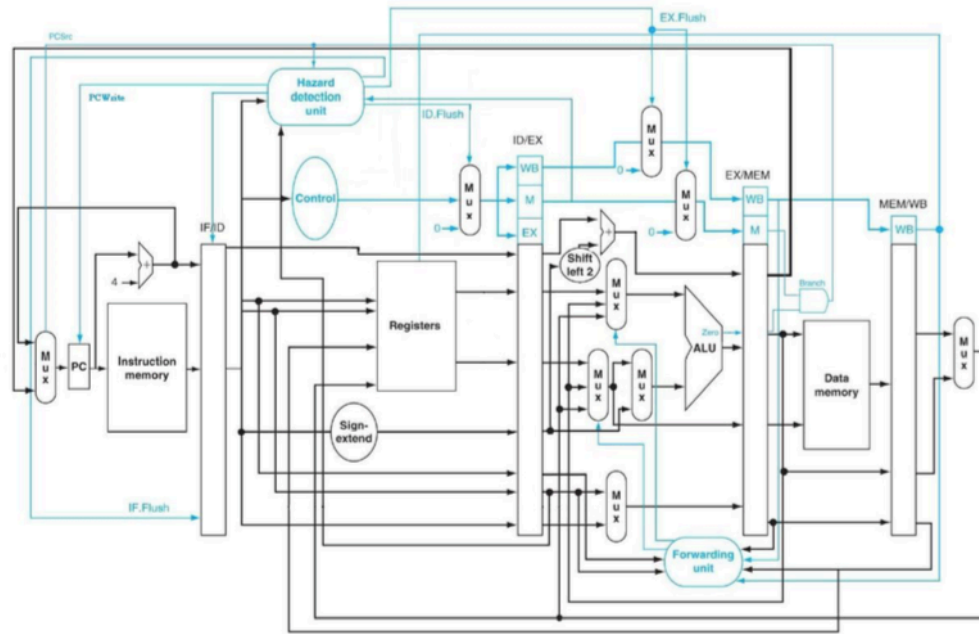 PCSrc
EX.Flush
Hazard
detection
unit
PCWrite
ID.Flush
ID/EX
M
u
x
WB
0
EX/MEM
M
u
x
Control
M
u
x
M
WB
MEM/WB
IF/ID
0
EX
0
M
WB
+
4
+
Shift
left 2
Branch
M
u
x
Registers
Zero
ALU
M
u
x
PC
Instruction
memory
M
u
x
M
u
x
M
u
x
Data
memory
M
u
x
Sign-
extend
M
u
x
IF.Flush
Forwarding
unit